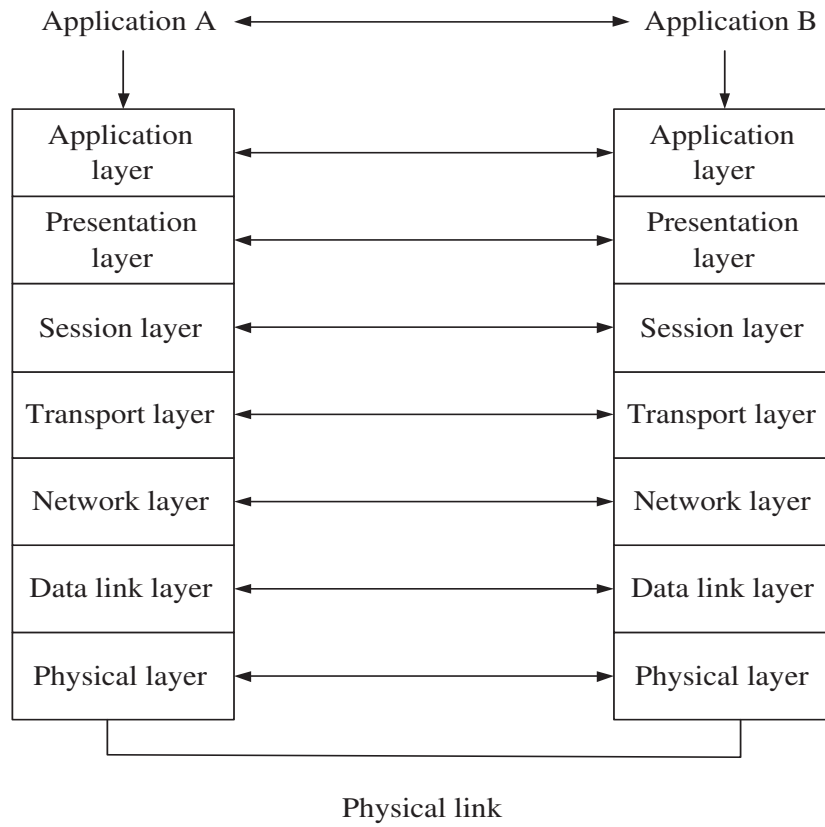 Application A
Application B
Application
layer
Application
layer
Presentation
layer
Presentation
layer
Session layer
Session layer
Transport layer
Transport layer
Network layer
Network layer
Data link layer
Data link layer
Physical layer
Physical layer
Physical link